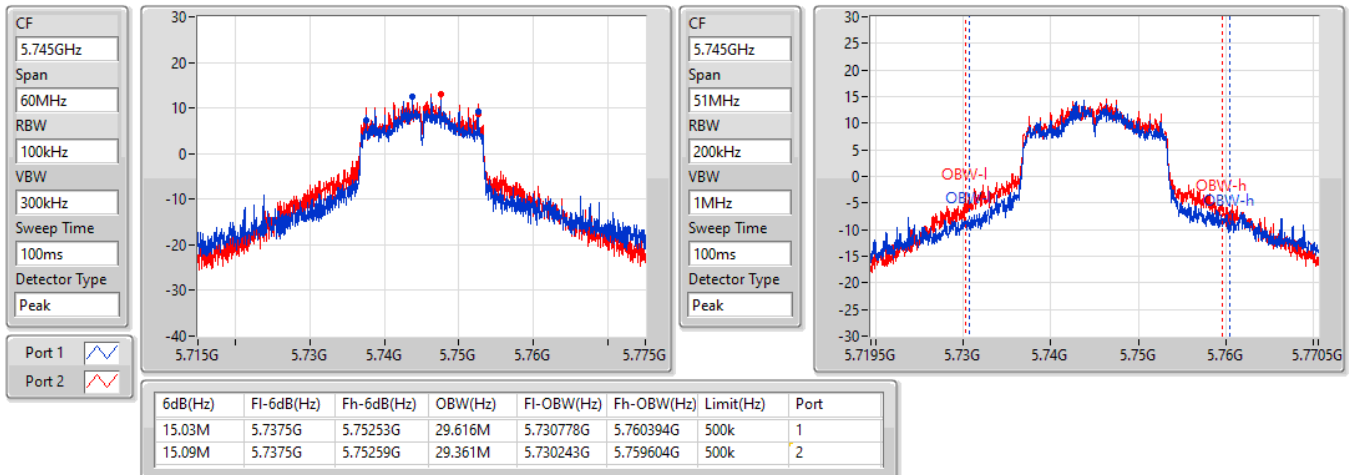 CF
5.745GHz
Span
60MHz
RBW
100kHz
VBW
300kHz
Sweep Time
100ms
Detector Type
Peak
Port 1
Port 2
30
20
10
0
-10
-20
-30
-40
5.715G 5.73G 5.74G 5.75G 5.76G 5.775G
CF
5.745GHz
Span
51MHz
RBW
200kHz
VBW
1MHz
Sweep Time
100ms
Detector Type
Peak
30
25
20
15
10
5
0
-5
-10
-15
-20
-25
-30
OBW-l
OBW-h
OBW-h
5.7195G 5.73G 5.74G 5.75G 5.76G 5.7705G
6dB(Hz) Fl-6dB(Hz) Fh-6dB(Hz) OBW(Hz) Fl-OBW(Hz) Fh-OBW(Hz) Limit(Hz) Port
15.03M 5.7375G 5.75253G 29.616M 5.730778G 5.760394G 500k 1
15.09M 5.7375G 5.75259G 29.361M 5.730243G 5.759604G 500k 2